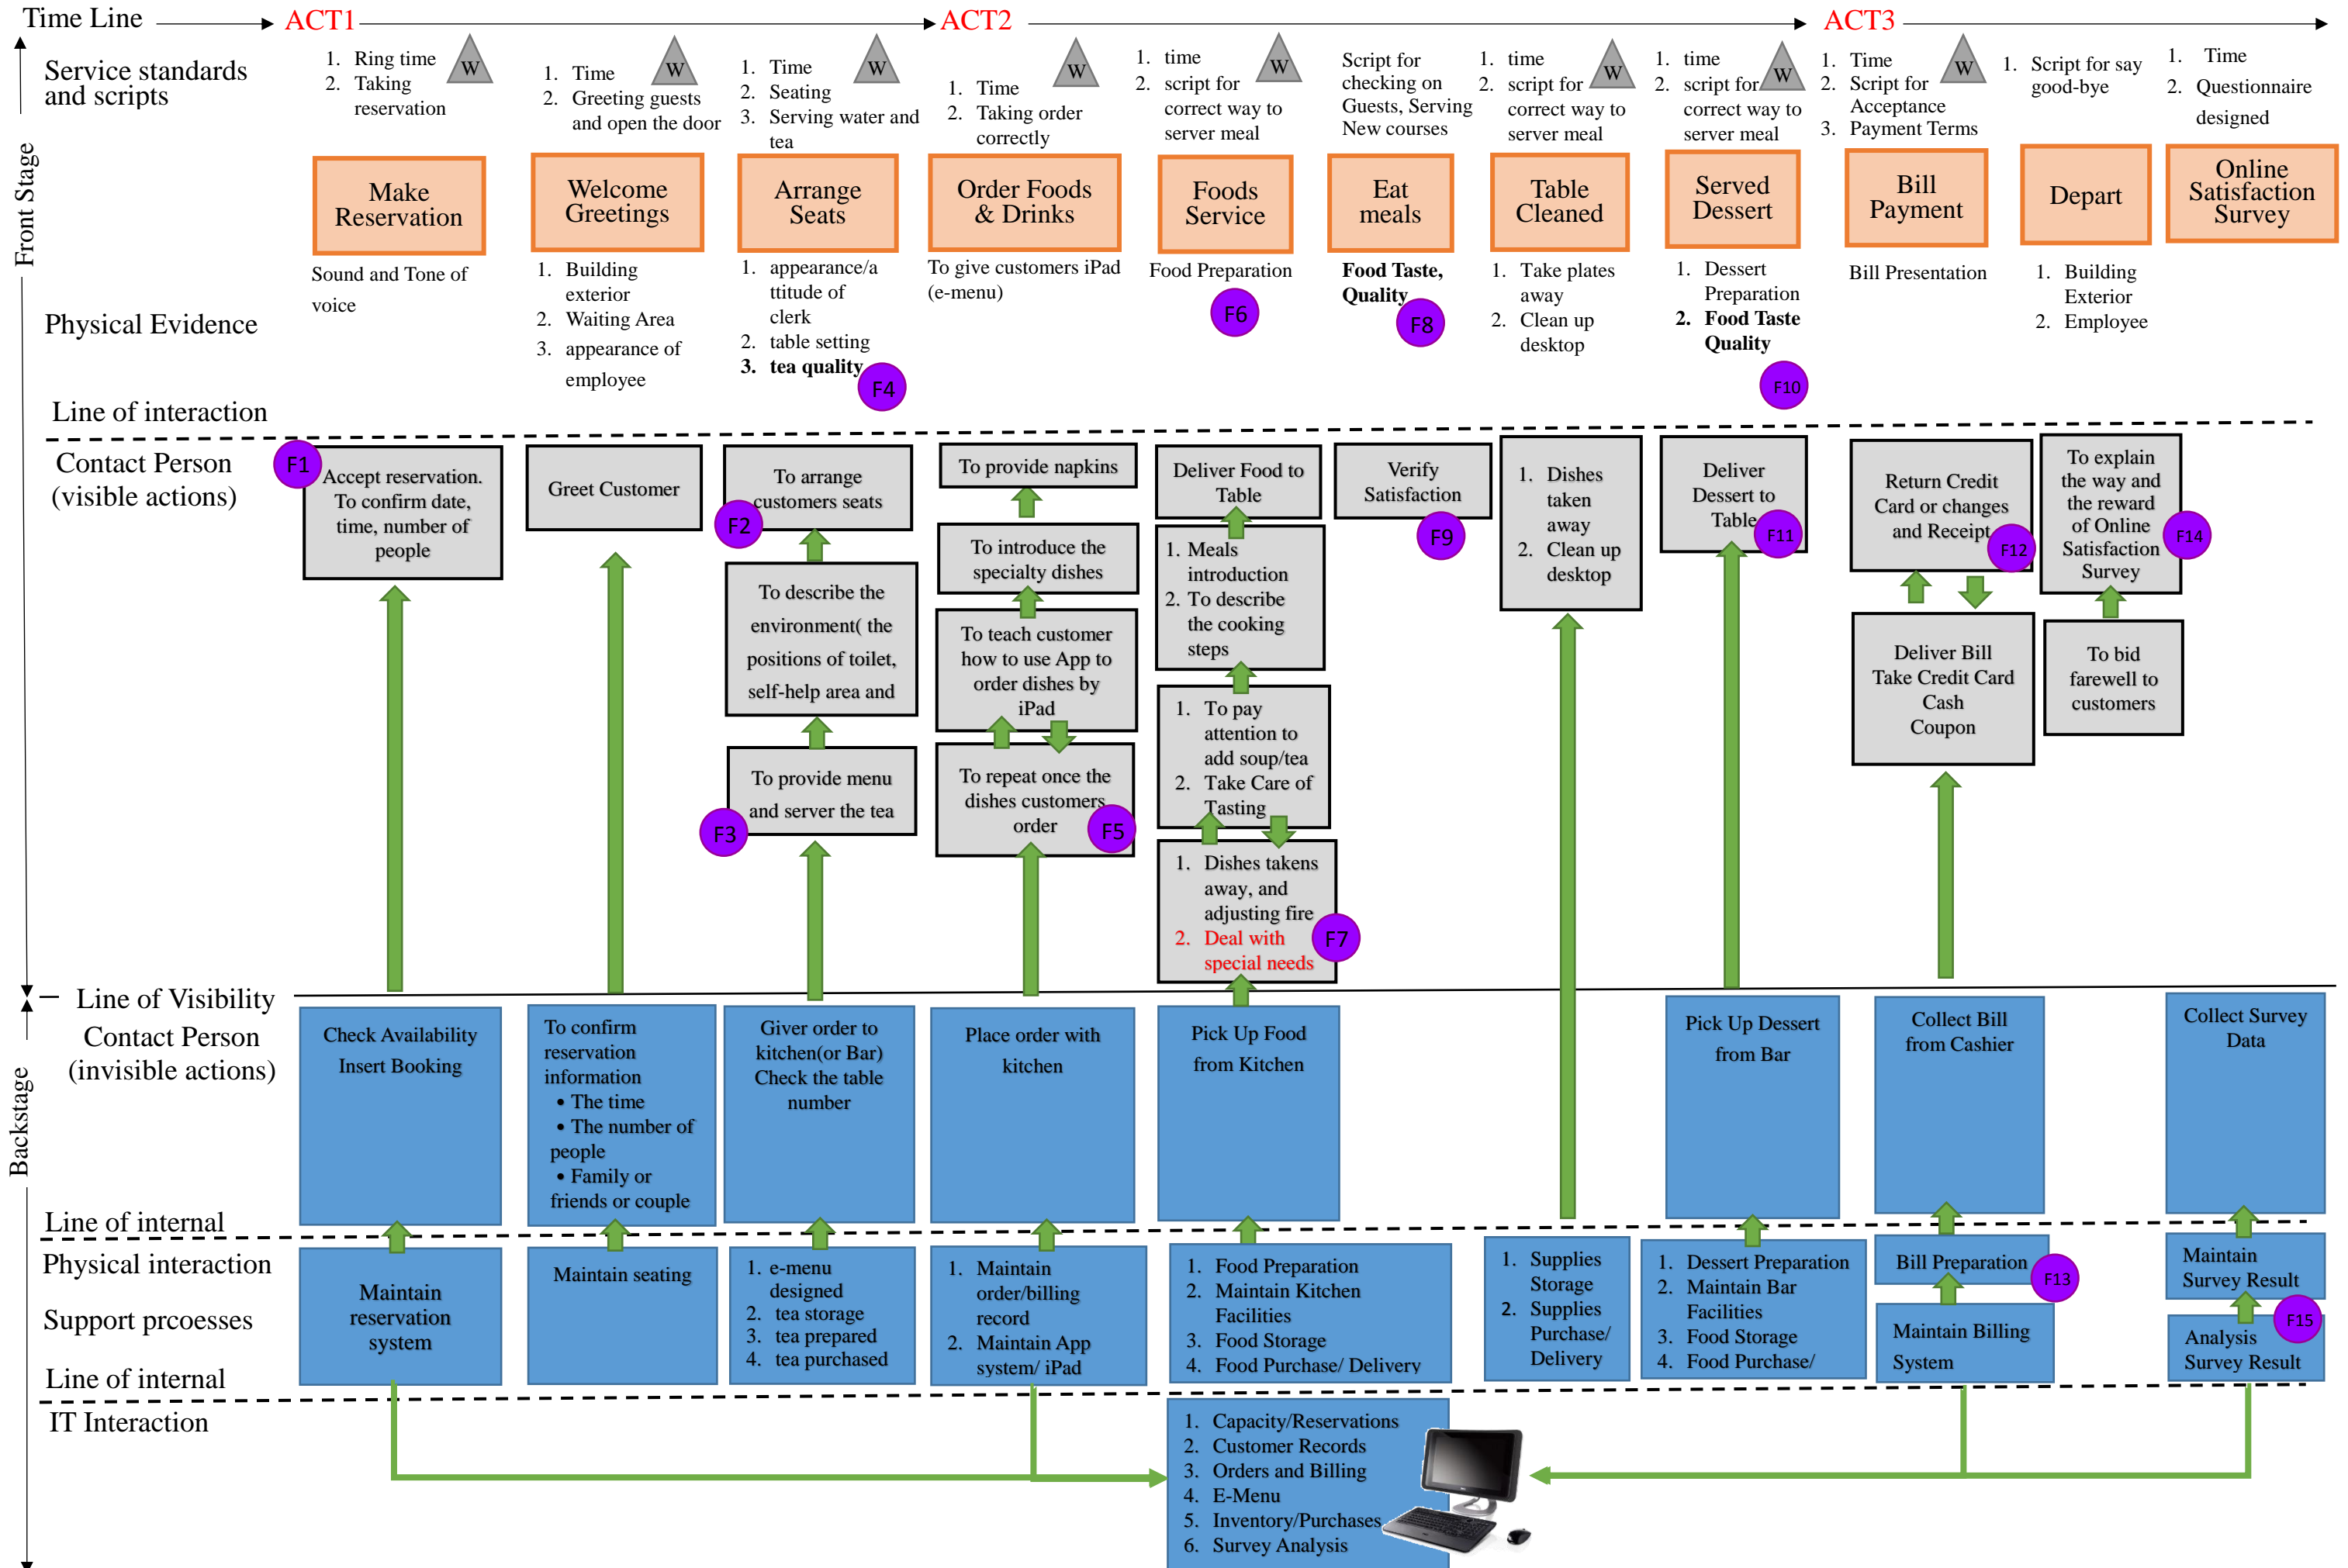 Time Line
ACT1
ACT2
ACT3
Front Stage
Backstage
Service standards
and scripts
1. Ring time
2. Taking
reservation
W
1. Time
2. Greeting guests
and open the door
W
1. Time
2. Seating
3. Serving water and
tea
W
1. Time
2. Taking order
correctly
W
1. time
2. script for
correct way to
server meal
W
Script for
checking on
Guests, Serving
New courses
1. time
2. script for
correct way to
server meal
W
1. time
2. script for
correct way to
server meal
W
1. Time
2. Script for
Acceptance
3. Payment Terms
W
1. Script for say
good-bye
1. Time
2. Questionnaire
designed
Make
Reservation
Welcome
Greetings
Arrange
Seats
Order Foods
& Drinks
Foods
Service
Eat
meals
Table
Cleaned
Served
Dessert
Bill
Payment
Depart
Online
Satisfaction
Survey
Physical Evidence
Sound and Tone of
voice
1. Building
exterior
2. Waiting Area
3. appearance of
employee
1. appearance/a
ttitude of
clerk
2. table setting
3. tea quality
F4
To give customers iPad
(e-menu)
Food Preparation
F6
Food Taste,
Quality
F8
1. Take plates
away
2. Clean up
desktop
1. Dessert
Preparation
2. Food Taste
Quality
F10
Bill Presentation
1. Building
Exterior
2. Employee
Line of interaction
Contact Person
(visible actions)
F1
Accept reservation.
To confirm date,
time, number of
people
Greet Customer
To arrange
customers seats
F2
To describe the
environment( the
positions of toilet,
self-help area and
To provide menu
and server the tea
F3
To provide napkins
To introduce the
specialty dishes
To teach customer
how to use App to
order dishes by
iPad
To repeat once the
dishes customers
order
F5
Deliver Food to
Table
1. Meals
introduction
2. To describe
the cooking
steps
1. To pay
attention to
add soup/tea
2. Take Care of
Tasting
1. Dishes takens
away, and
adjusting fire
2. Deal with
special needs
F7
Verify
Satisfaction
F9
1. Dishes
taken
away
2. Clean up
desktop
Deliver
Dessert to
Table
F11
Return Credit
Card or changes
and Receipt
F12
Deliver Bill
Take Credit Card
Cash
Coupon
To explain
the way and
the reward
of Online
Satisfaction
Survey
F14
To bid
farewell to
customers
Line of Visibility
Contact Person
(invisible actions)
Check Availability
Insert Booking
To confirm
reservation
information
• The time
• The number of
people
• Family or
friends or couple
Giver order to
kitchen(or Bar)
Check the table
number
Place order with
kitchen
Pick Up Food
from Kitchen
Pick Up Dessert
from Bar
Collect Bill
from Cashier
Collect Survey
Data
Line of internal
Physical interaction
Support prcoesses
Maintain
reservation
system
Maintain seating
1. e-menu
designed
2. tea storage
3. tea prepared
4. tea purchased
1. Maintain
order/billing
record
2. Maintain App
system/ iPad
1. Food Preparation
2. Maintain Kitchen
Facilities
3. Food Storage
4. Food Purchase/ Delivery
1. Supplies
Storage
2. Supplies
Purchase/
Delivery
1. Dessert Preparation
2. Maintain Bar
Facilities
3. Food Storage
4. Food Purchase/
Bill Preparation
F13
Maintain Billing
System
Maintain
Survey Result
F15
Analysis
Survey Result
Line of internal
IT Interaction
1. Capacity/Reservations
2. Customer Records
3. Orders and Billing
4. E-Menu
5. Inventory/Purchases
6. Survey Analysis